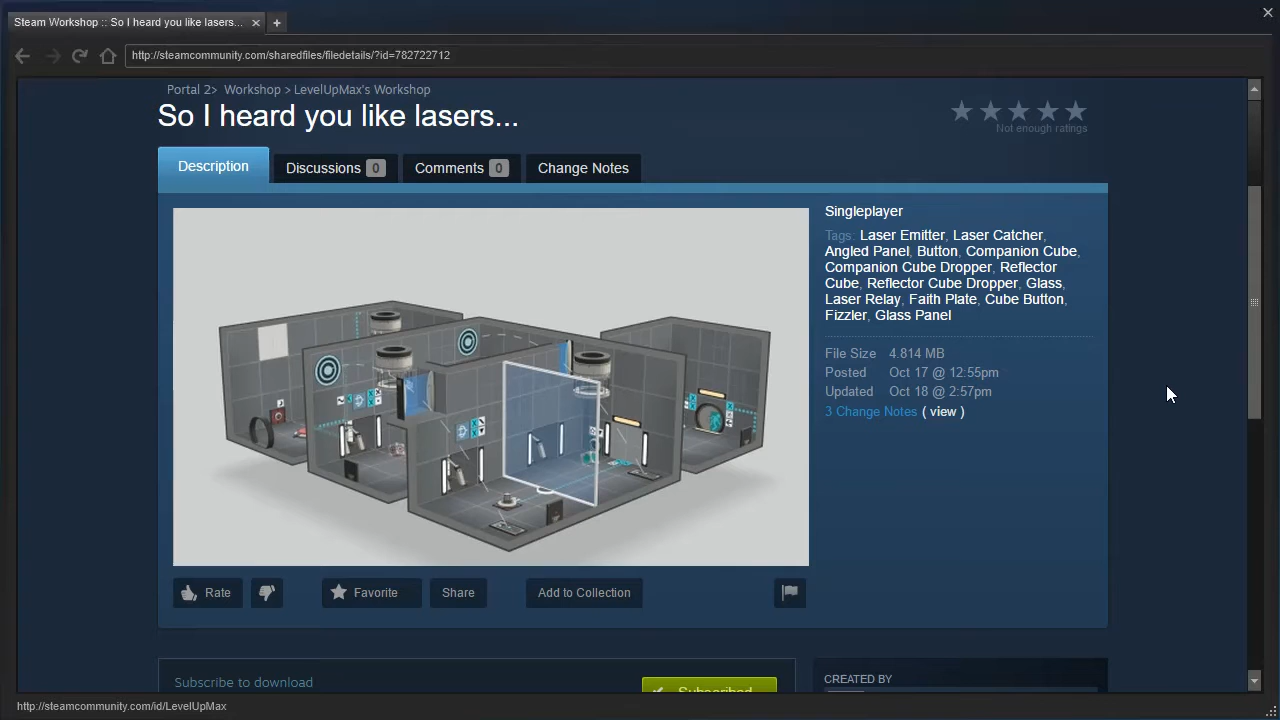 Steam Workshop :: So I heard you like lasers...
http://steamcommunity.com/sharedfiles/filedetails/?id=782722712
Portal 2> Workshop > LevelUpMax's Workshop
So I heard you like lasers...
Not enough ratings
Description
Discussions 0
Comments 0
Change Notes
Singleplayer
Tags: Laser Emitter, Laser Catcher,
Angled Panel, Button, Companion Cube,
Companion Cube Dropper, Reflector
Cube, Reflector Cube Dropper, Glass,
Laser Relay, Faith Plate, Cube Button,
Fizzler, Glass Panel
File Size 4.814 MB
Posted Oct 17 @ 12:55pm
Updated Oct 18 @ 2:57pm
3 Change Notes ( view )
Rate
Favorite
Share
Add to Collection
Subscribe to download
Subscribed
CREATED BY
http://steamcommunity.com/id/LevelUpMax